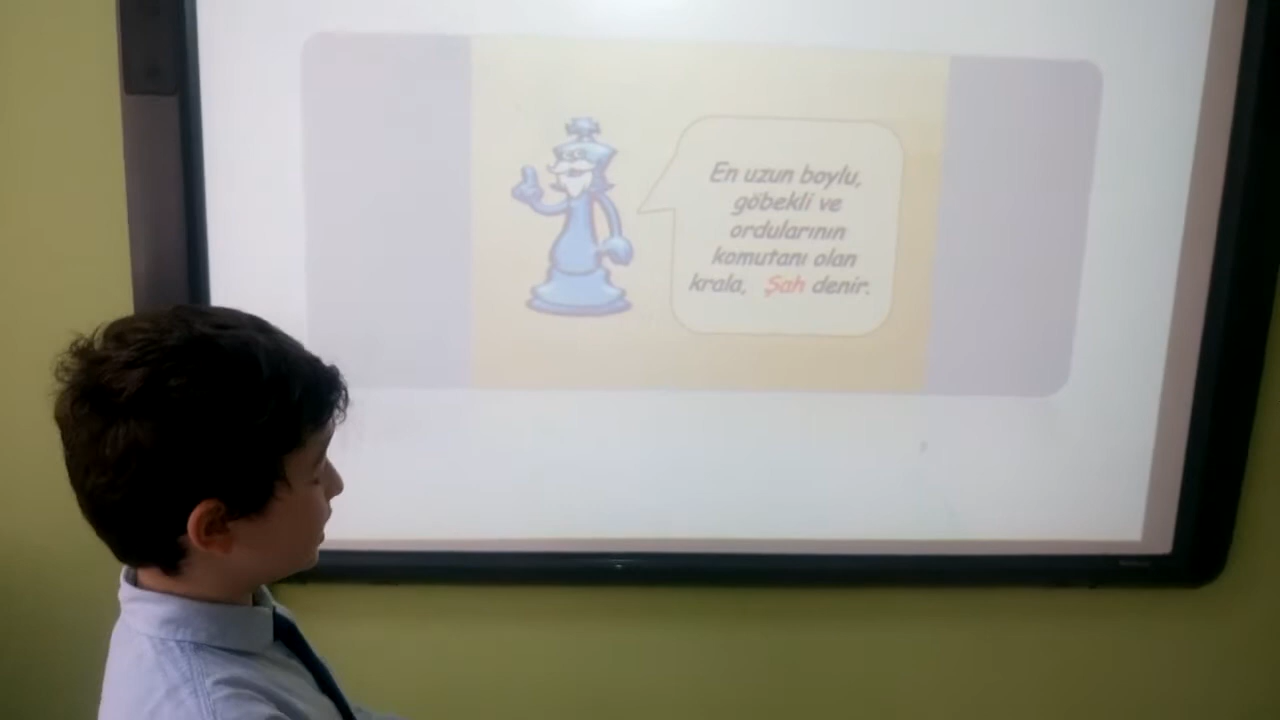 En uzun boylu,
göbekli ve
ordularının
komutanı olan
krala, Şah denir.